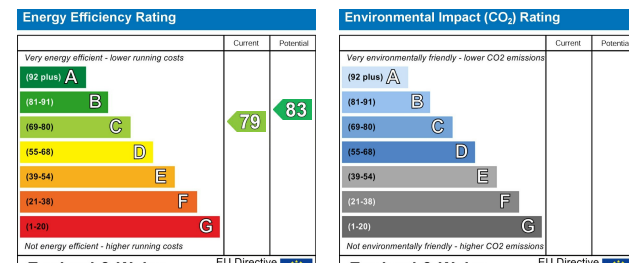 Energy Efficiency Rating
Current Potential
Very energy efficient - lower running costs
(92 plus) A
(81-91) B
(69-80) C
(55-68) D
(39-54) E
(21-38) F
(1-20) G
79
83
Not energy efficient - higher running costs
EU Directive
Environmental Impact (CO₂) Rating
Current Potential
Very environmentally friendly - lower CO2 emissions
(92 plus) A
(81-91) B
(69-80) C
(55-68) D
(39-54) E
(21-38) F
(1-20) G
Not environmentally friendly - higher CO2 emissions
EU Directive